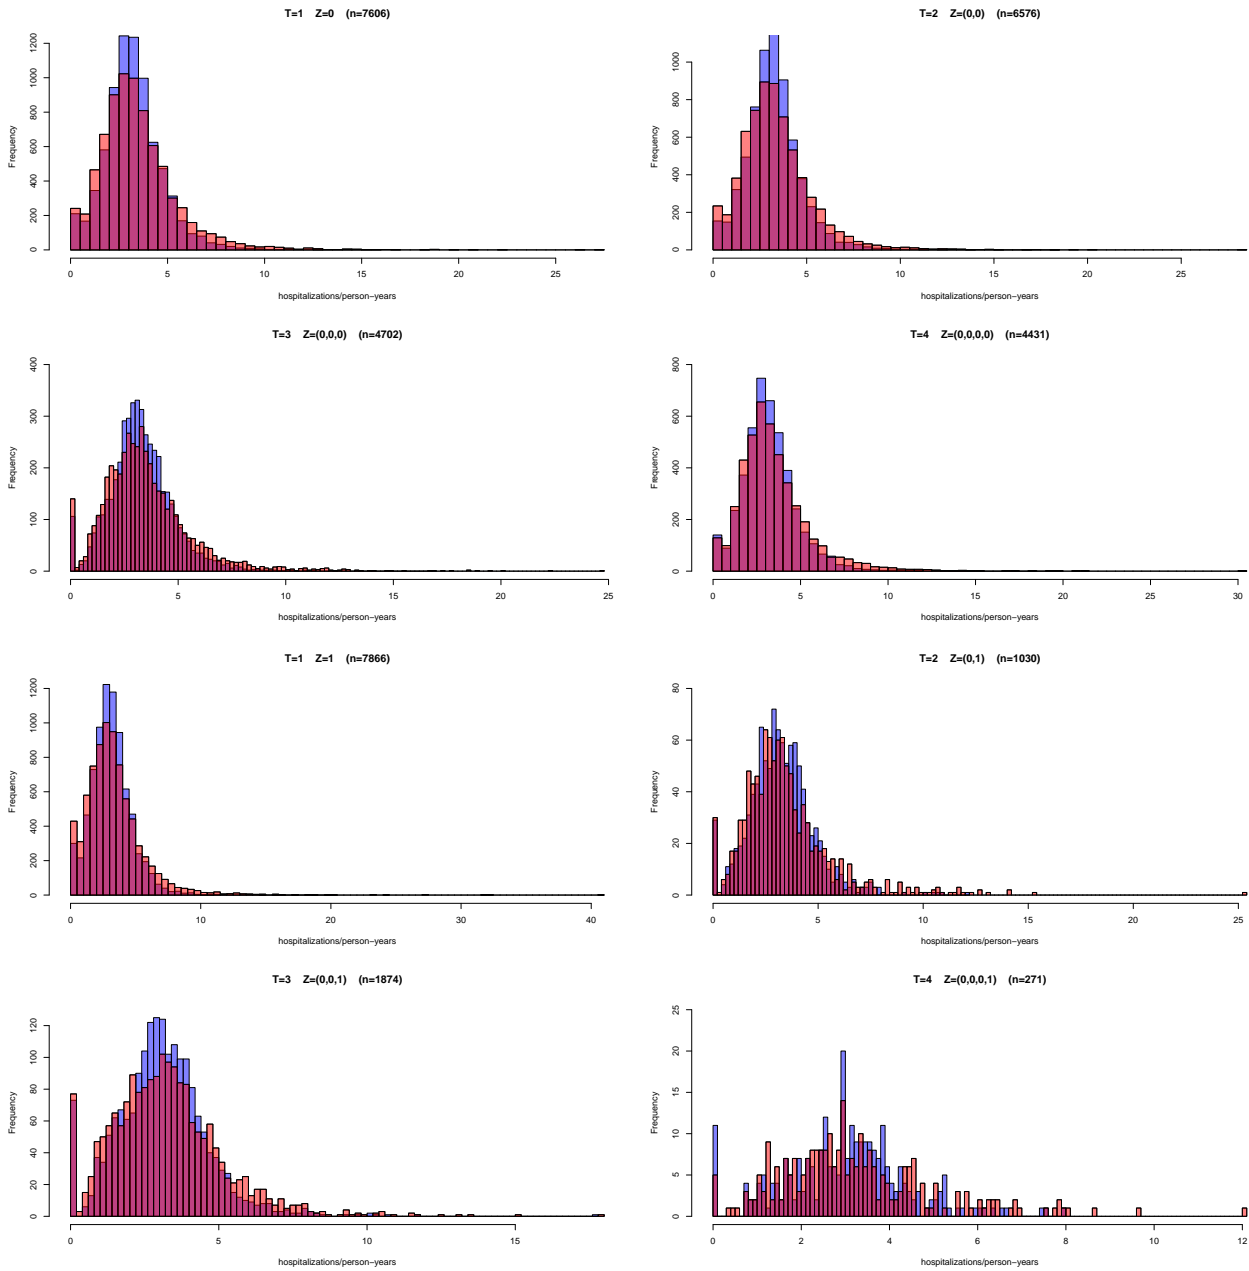 T=1 Z=0 (n=7606)
Frequency
0 200 400 600 800 1000 1200
0 5 10 15 20 25
hospitalizations/person−years
T=2 Z=(0,0) (n=6576)
Frequency
0 200 400 600 800 1000
0 5 10 15 20 25
hospitalizations/person−years
T=3 Z=(0,0,0) (n=4702)
Frequency
0 100 200 300 400
0 5 10 15 20 25
hospitalizations/person−years
T=4 Z=(0,0,0,0) (n=4431)
Frequency
0 200 400 600 800
0 5 10 15 20 25 30
hospitalizations/person−years
T=1 Z=1 (n=7866)
Frequency
0 200 400 600 800 1000 1200
0 10 20 30 40
hospitalizations/person−years
T=2 Z=(0,1) (n=1030)
Frequency
0 20 40 60 80
0 5 10 15 20 25
hospitalizations/person−years
T=3 Z=(0,0,1) (n=1874)
Frequency
0 20 40 60 80 100 120
0 5 10 15
hospitalizations/person−years
T=4 Z=(0,0,0,1) (n=271)
Frequency
0 5 10 15 20 25
0 2 4 6 8 10 12
hospitalizations/person−years